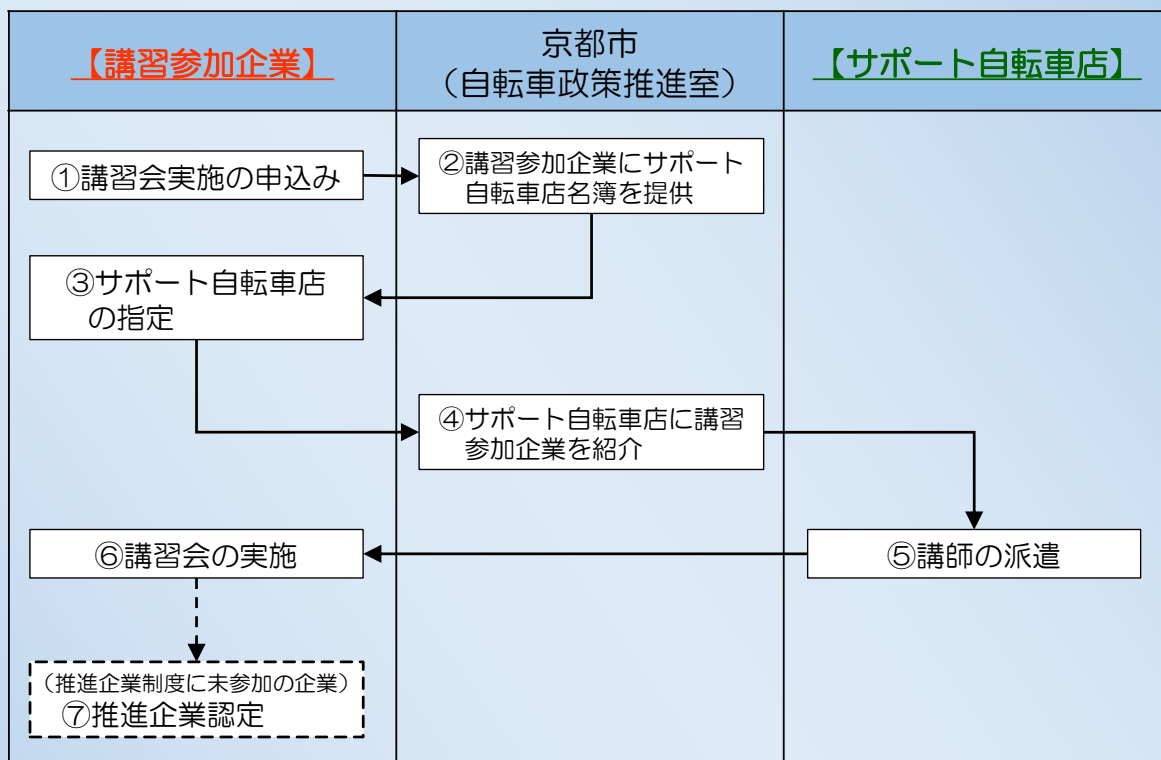 【講習参加企業】
京都市
（自転車政策推進室）
【サポート自転車店】
①講習会実施の申込み
②講習参加企業にサポート
自転車店名簿を提供
③サポート自転車店
の指定
④サポート自転車店に講習
参加企業を紹介
⑥講習会の実施
⑤講師の派遣
（推進企業制度に未参加の企業）
⑦推進企業認定